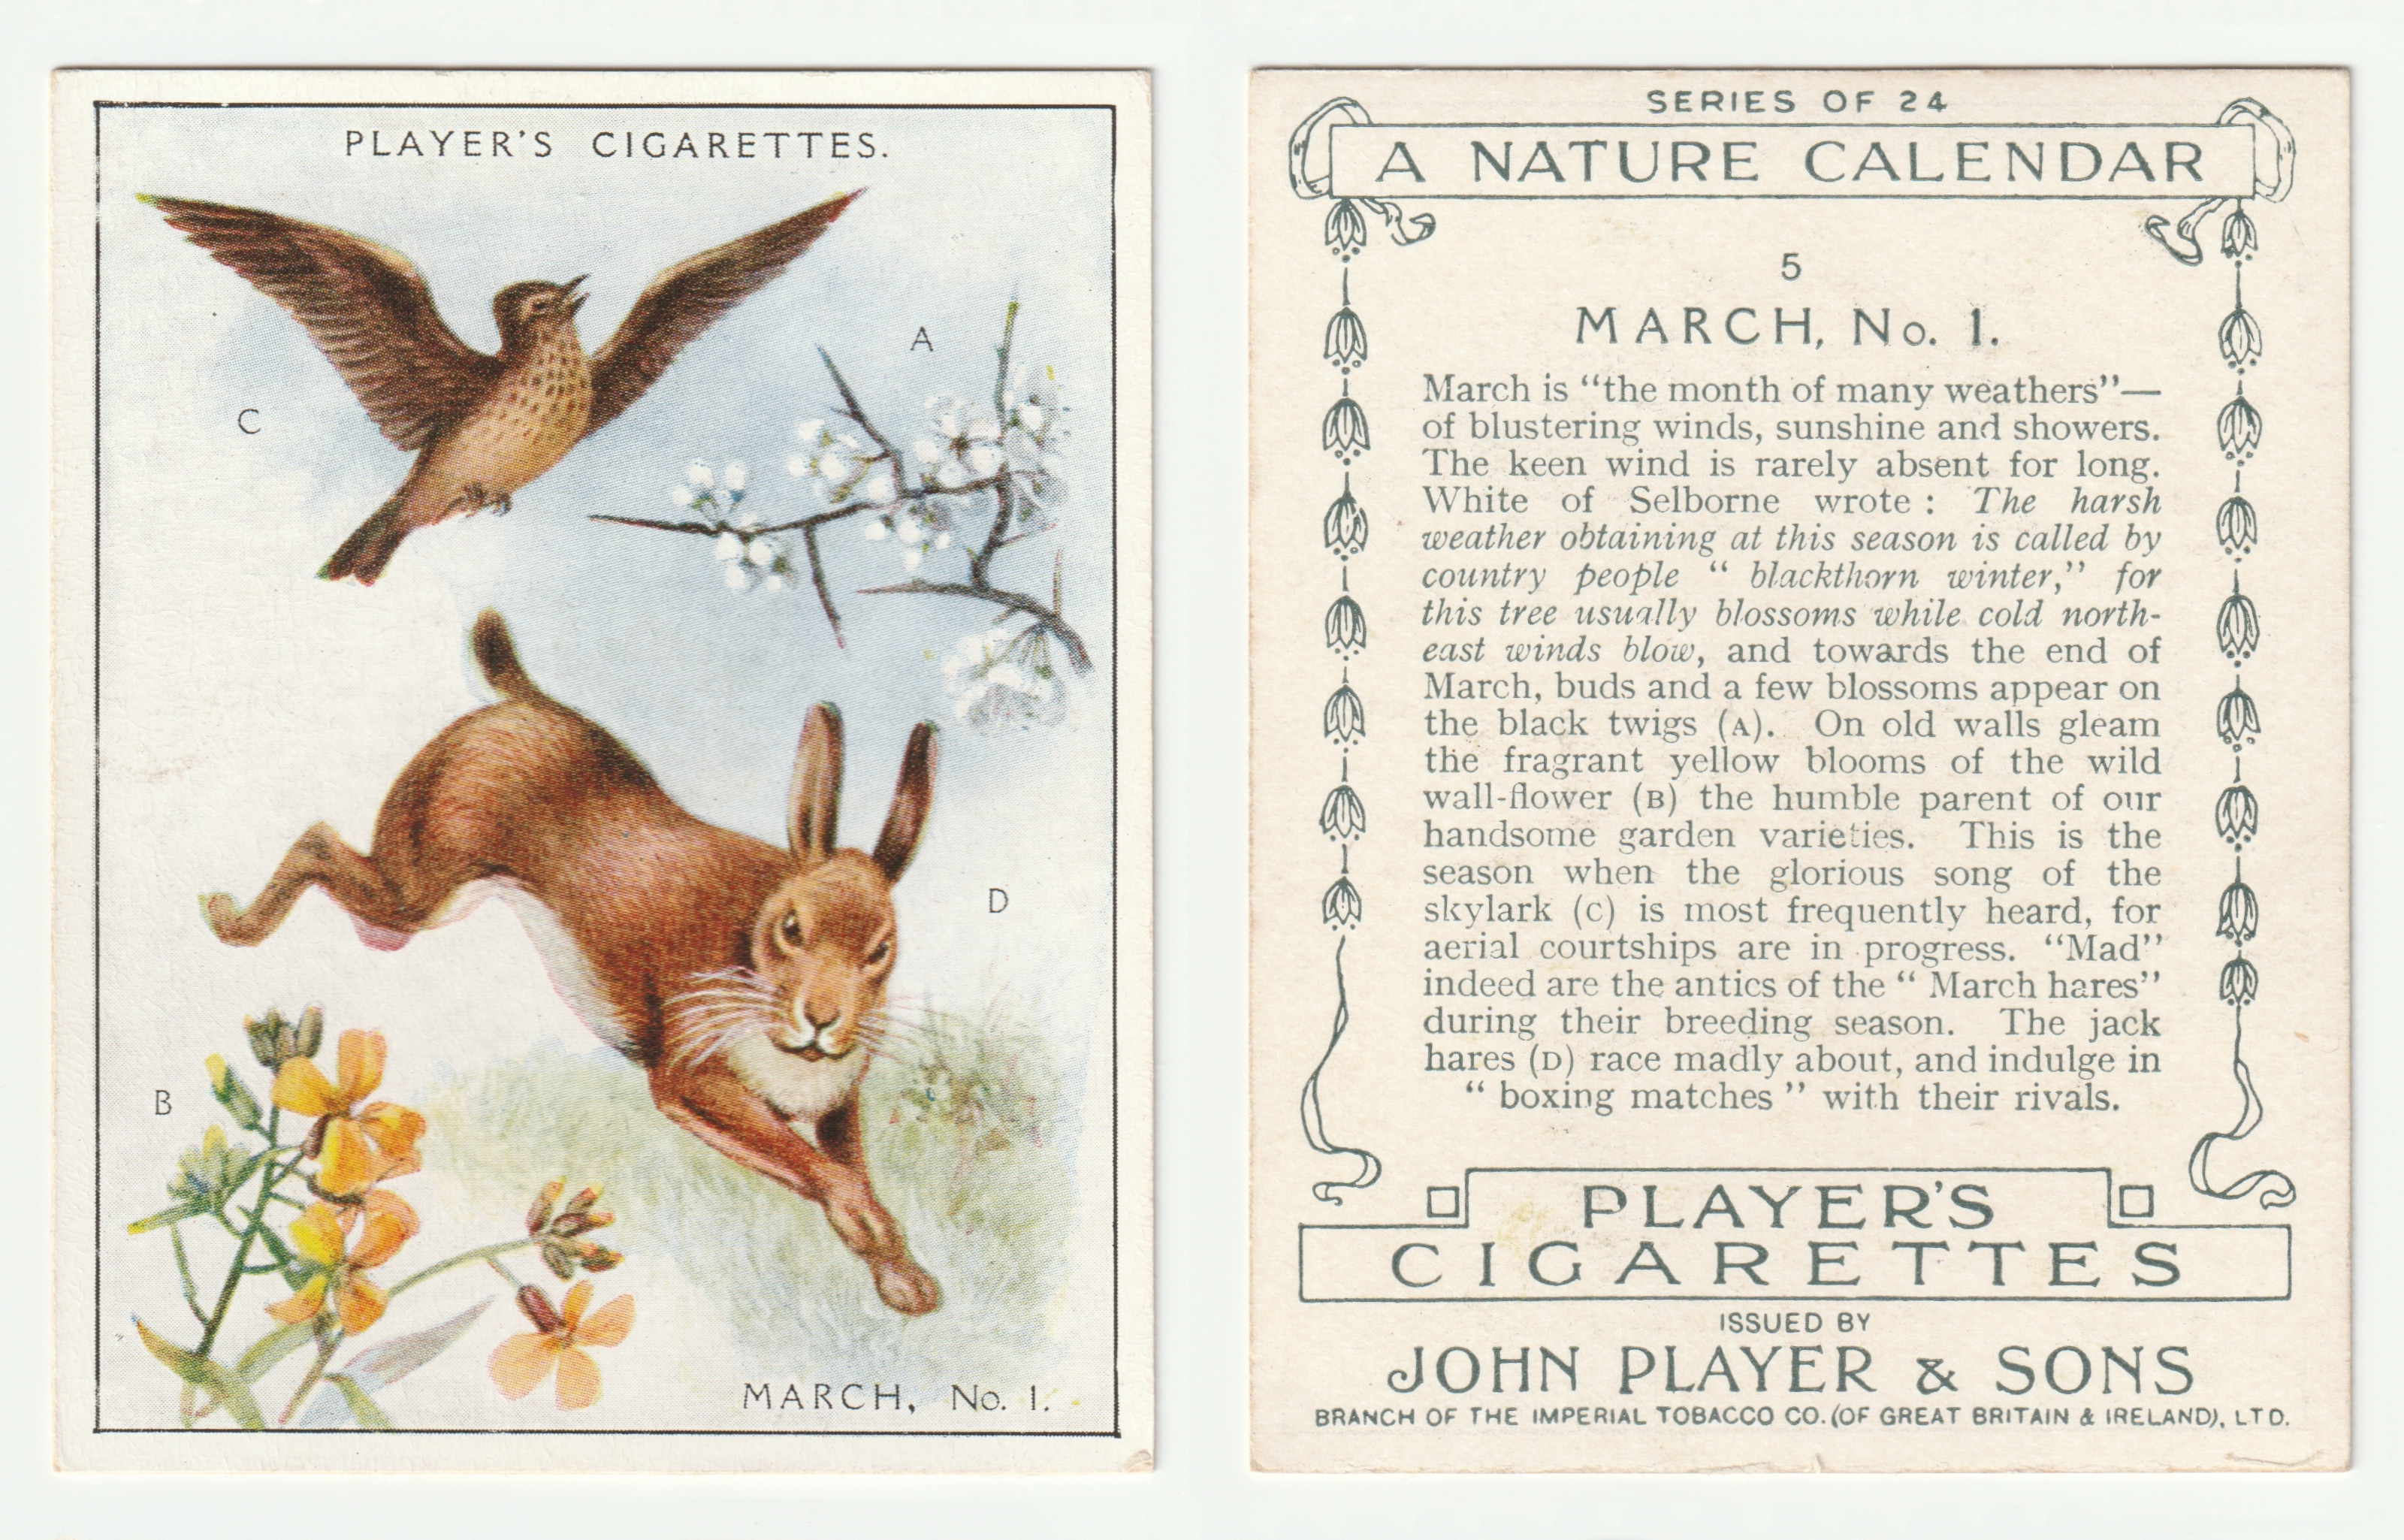 PLAYER'S CIGARETTES.
A
C
D
B
MARCH, No. 1.
SERIES OF 24
A NATURE CALENDAR
5
MARCH, No. 1.
March is “the month of many weathers”—
of blustering winds, sunshine and showers.
The keen wind is rarely absent for long.
White of Selborne wrote : The harsh
weather obtaining at this season is called by
country people “ blackthorn winter,” for
this tree usually blossoms while cold north-
east winds blow, and towards the end of
March, buds and a few blossoms appear on
the black twigs (A). On old walls gleam
the fragrant yellow blooms of the wild
wall-flower (B) the humble parent of our
handsome garden varieties. This is the
season when the glorious song of the
skylark (C) is most frequently heard, for
aerial courtships are in progress. “Mad”
indeed are the antics of the “ March hares”
during their breeding season. The jack
hares (D) race madly about, and indulge in
“ boxing matches ” with their rivals.
PLAYER'S
CIGARETTES
ISSUED BY
JOHN PLAYER & SONS
BRANCH OF THE IMPERIAL TOBACCO CO. (OF GREAT BRITAIN & IRELAND), LTD.